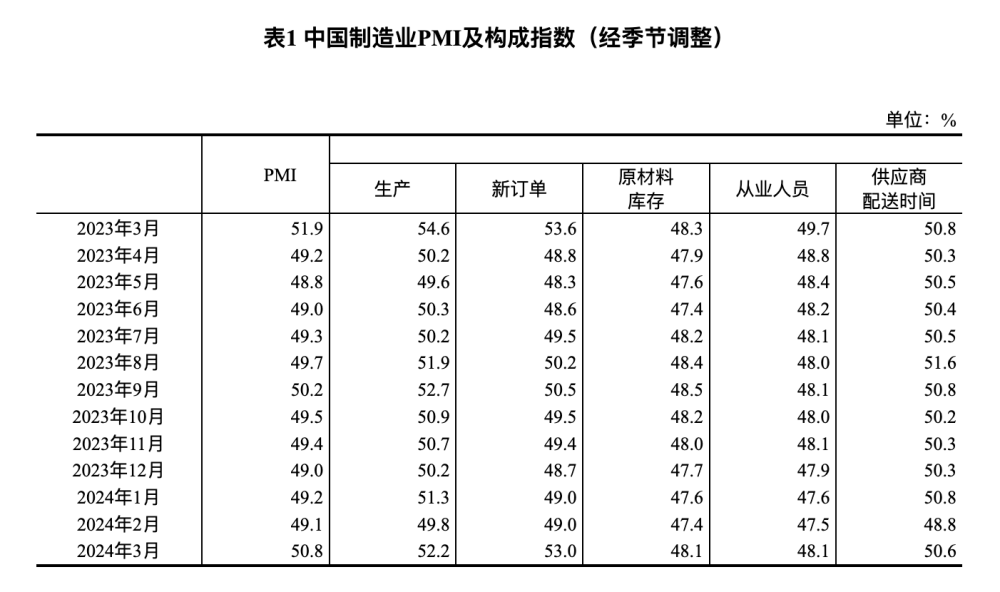 表1 中国制造业PMI及构成指数（经季节调整）
单位：%
PMI
生产 新订单 原材料 从业人员 供应商
库存 配送时间
2023年3月 51.9 54.6 53.6 48.3 49.7 50.8
2023年4月 49.2 50.2 48.8 47.9 48.8 50.3
2023年5月 48.8 49.6 48.3 47.6 48.4 50.5
2023年6月 49.0 50.3 48.6 47.4 48.2 50.4
2023年7月 49.3 50.2 49.5 48.2 48.1 50.5
2023年8月 49.7 51.9 50.2 48.4 48.0 51.6
2023年9月 50.2 52.7 50.5 48.5 48.1 50.8
2023年10月 49.5 50.9 49.5 48.2 48.0 50.2
2023年11月 49.4 50.7 49.4 48.0 48.1 50.3
2023年12月 49.0 50.2 48.7 47.7 47.9 50.3
2024年1月 49.2 51.3 49.0 47.6 47.6 50.8
2024年2月 49.1 49.8 49.0 47.4 47.5 48.8
2024年3月 50.8 52.2 53.0 48.1 48.1 50.6